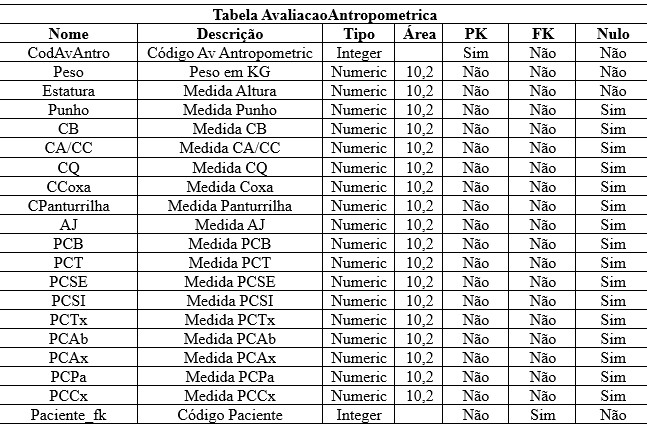 Tabela AvaliacaoAntropometrica
Nome Descrição Tipo Área PK FK Nulo
CodAvAntro Código Av Antropometric Integer Sim Não Não
Peso Peso em KG Numeric 10,2 Não Não Não
Estatura Medida Altura Numeric 10,2 Não Não Não
Punho Medida Punho Numeric 10,2 Não Não Sim
CB Medida CB Numeric 10,2 Não Não Sim
CA/CC Medida CA/CC Numeric 10,2 Não Não Sim
CQ Medida CQ Numeric 10,2 Não Não Sim
CCoxa Medida Coxa Numeric 10,2 Não Não Sim
CPanturrilha Medida Panturrilha Numeric 10,2 Não Não Sim
AJ Medida AJ Numeric 10,2 Não Não Sim
PCB Medida PCB Numeric 10,2 Não Não Sim
PCT Medida PCT Numeric 10,2 Não Não Sim
PCSE Medida PCSE Numeric 10,2 Não Não Sim
PCSI Medida PCSI Numeric 10,2 Não Não Sim
PCTx Medida PCTx Numeric 10,2 Não Não Sim
PCAb Medida PCAb Numeric 10,2 Não Não Sim
PCAx Medida PCAx Numeric 10,2 Não Não Sim
PCPa Medida PCPa Numeric 10,2 Não Não Sim
PCCx Medida PCCx Numeric 10,2 Não Não Sim
Paciente_fk Código Paciente Integer Não Sim Não